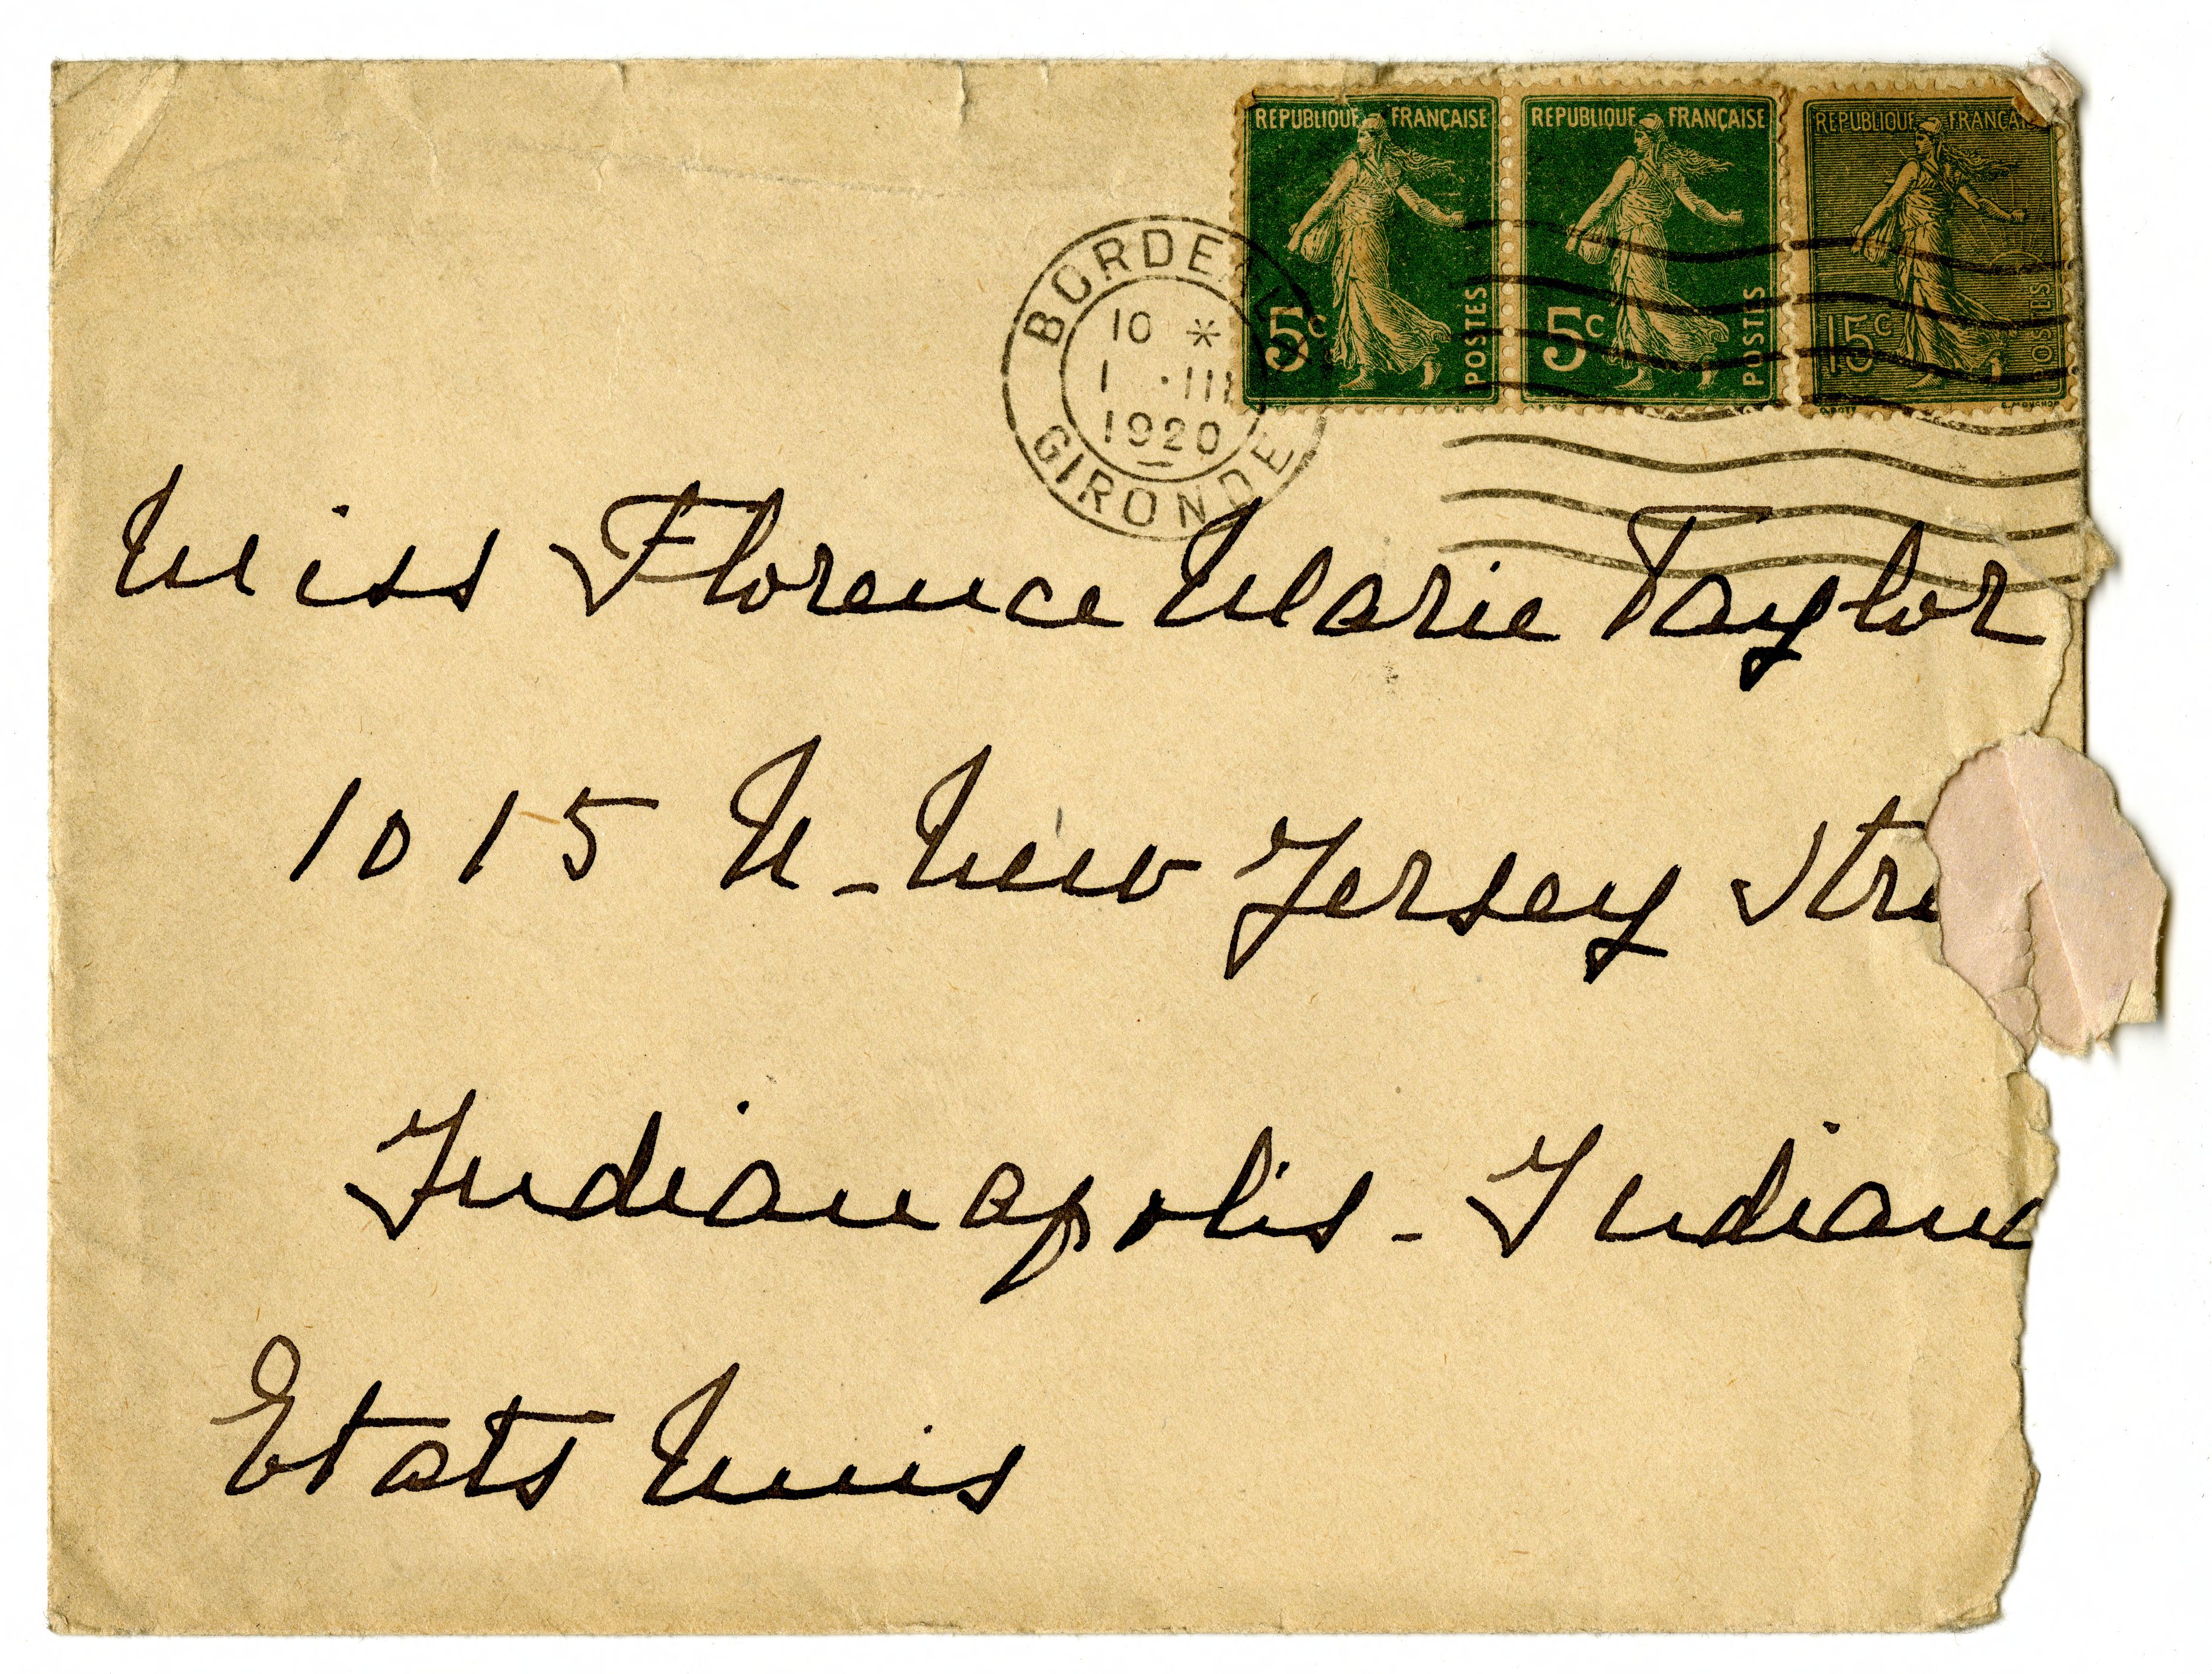 REPUBLIQUE FRANÇAISE REPUBLIQUE FRANÇAISE REPUBLIQUE FRANÇAIS
5c POSTES 5c POSTES 15c POSTES
BORDEAUX
10 *
1 · III
1920
GIRONDE
Miss Florence Marie Taylor
1015 N - New Jersey Stre
Indianapolis - Indiana
Etats Unis